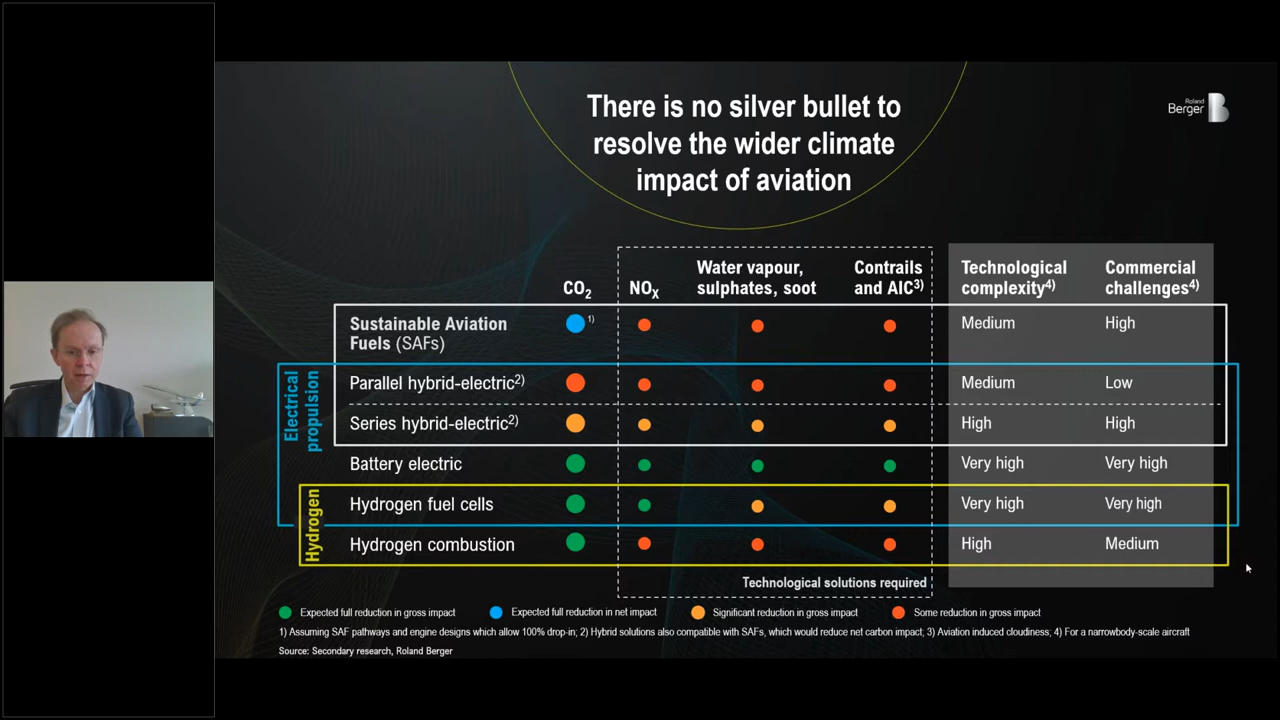 There is no silver bullet to
resolve the wider climate
impact of aviation
Roland
Berger
CO2
NOX
Water vapour,
sulphates, soot
Contrails
and AIC3)
Technological
complexity4)
Commercial
challenges4)
Sustainable Aviation
Fuels (SAFs)
1)
Medium
High
Electrical
propulsion
Parallel hybrid-electric2)
Medium
Low
Series hybrid-electric2)
High
High
Battery electric
Very high
Very high
Hydrogen
Hydrogen fuel cells
Very high
Very high
Hydrogen combustion
High
Medium
Technological solutions required
Expected full reduction in gross impact
Expected full reduction in net impact
Significant reduction in gross impact
Some reduction in gross impact
1) Assuming SAF pathways and engine designs which allow 100% drop-in; 2) Hybrid solutions also compatible with SAFs, which would reduce net carbon impact; 3) Aviation induced cloudiness; 4) For a narrowbody-scale aircraft
Source: Secondary research, Roland Berger